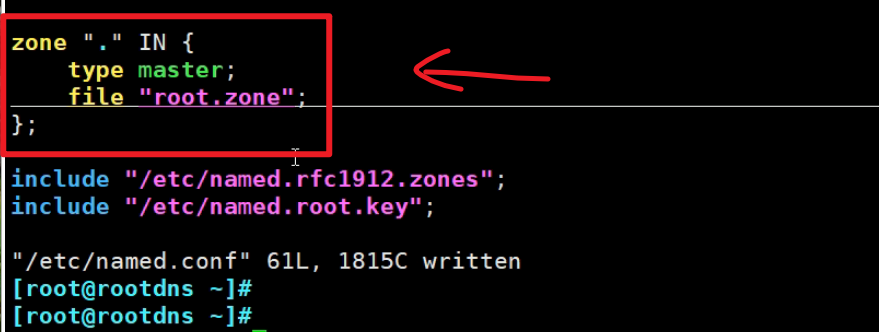 zone "." IN {
    type master;
    file "root.zone";
};
include "/etc/named.rfc1912.zones";
include "/etc/named.root.key";
"/etc/named.conf" 61L, 1815C written
[root@rootdns ~]#
[root@rootdns ~]#